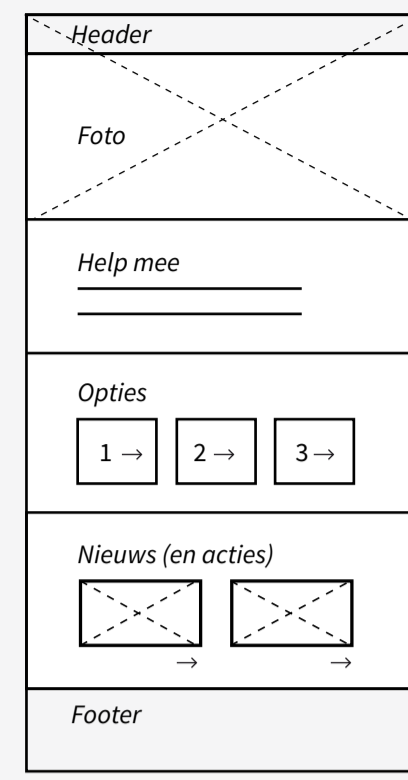 Header
Foto
Help mee
Opties
1 → 2 → 3 →
Nieuws (en acties)
→ →
Footer